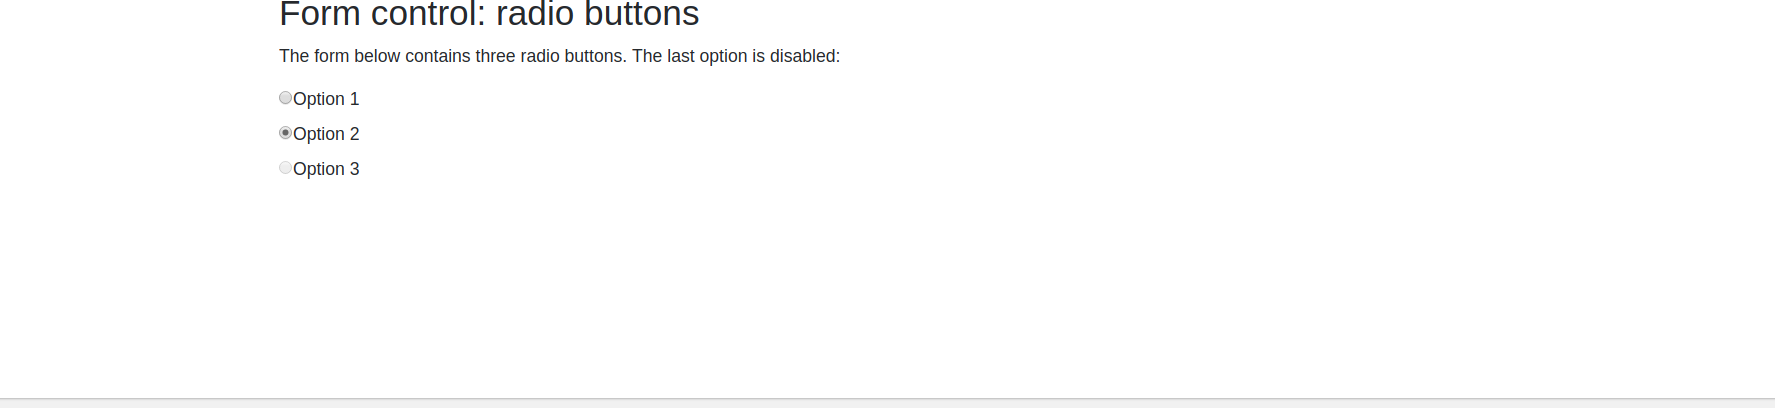 Form control: radio buttons
The form below contains three radio buttons. The last option is disabled:
Option 1
Option 2
Option 3